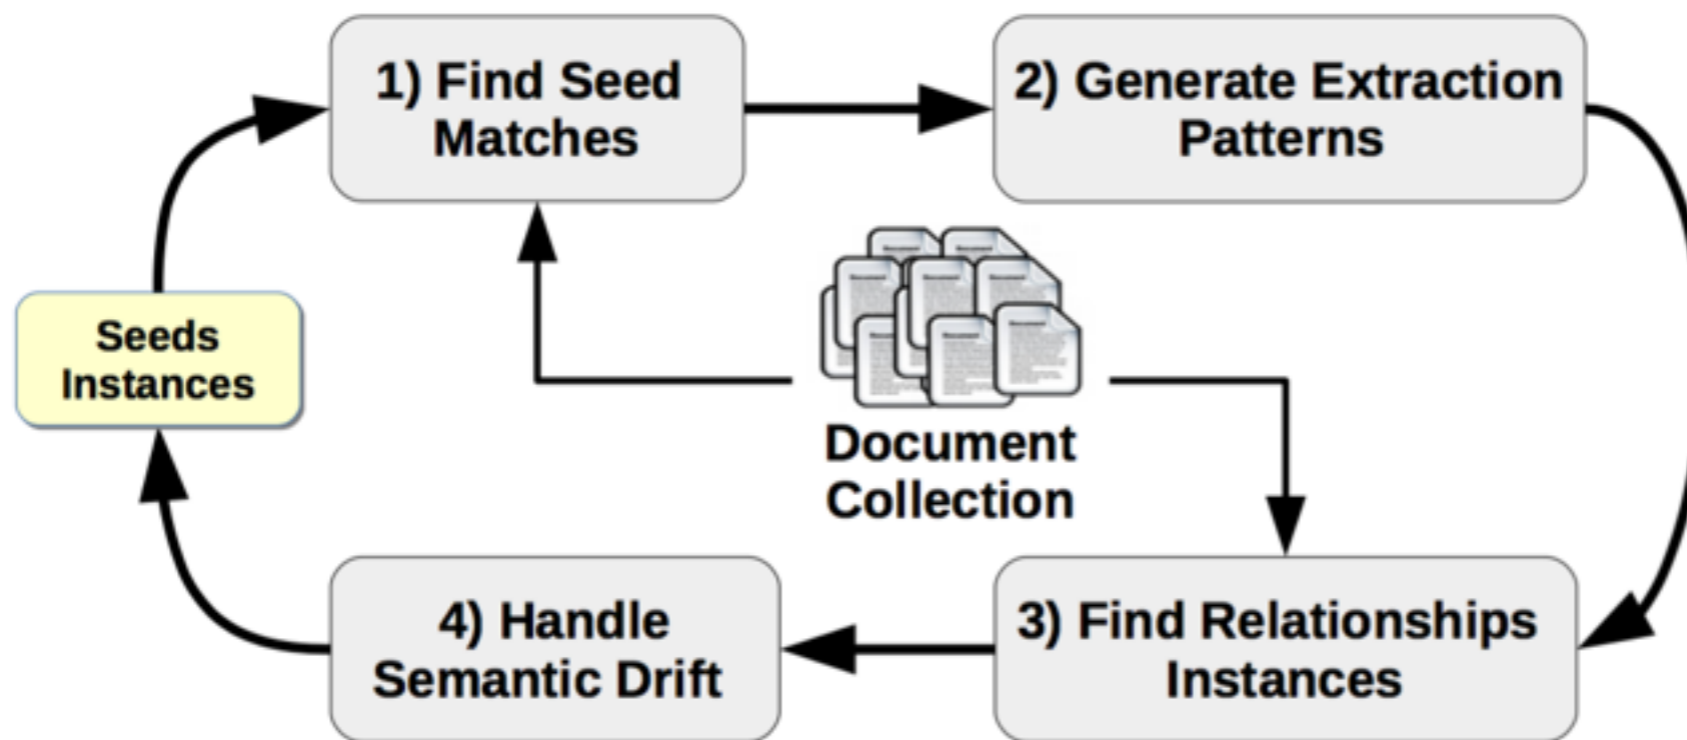 1) Find Seed
Matches
2) Generate Extraction
Patterns
Seeds
Instances
Document
Collection
4) Handle
Semantic Drift
3) Find Relationships
Instances